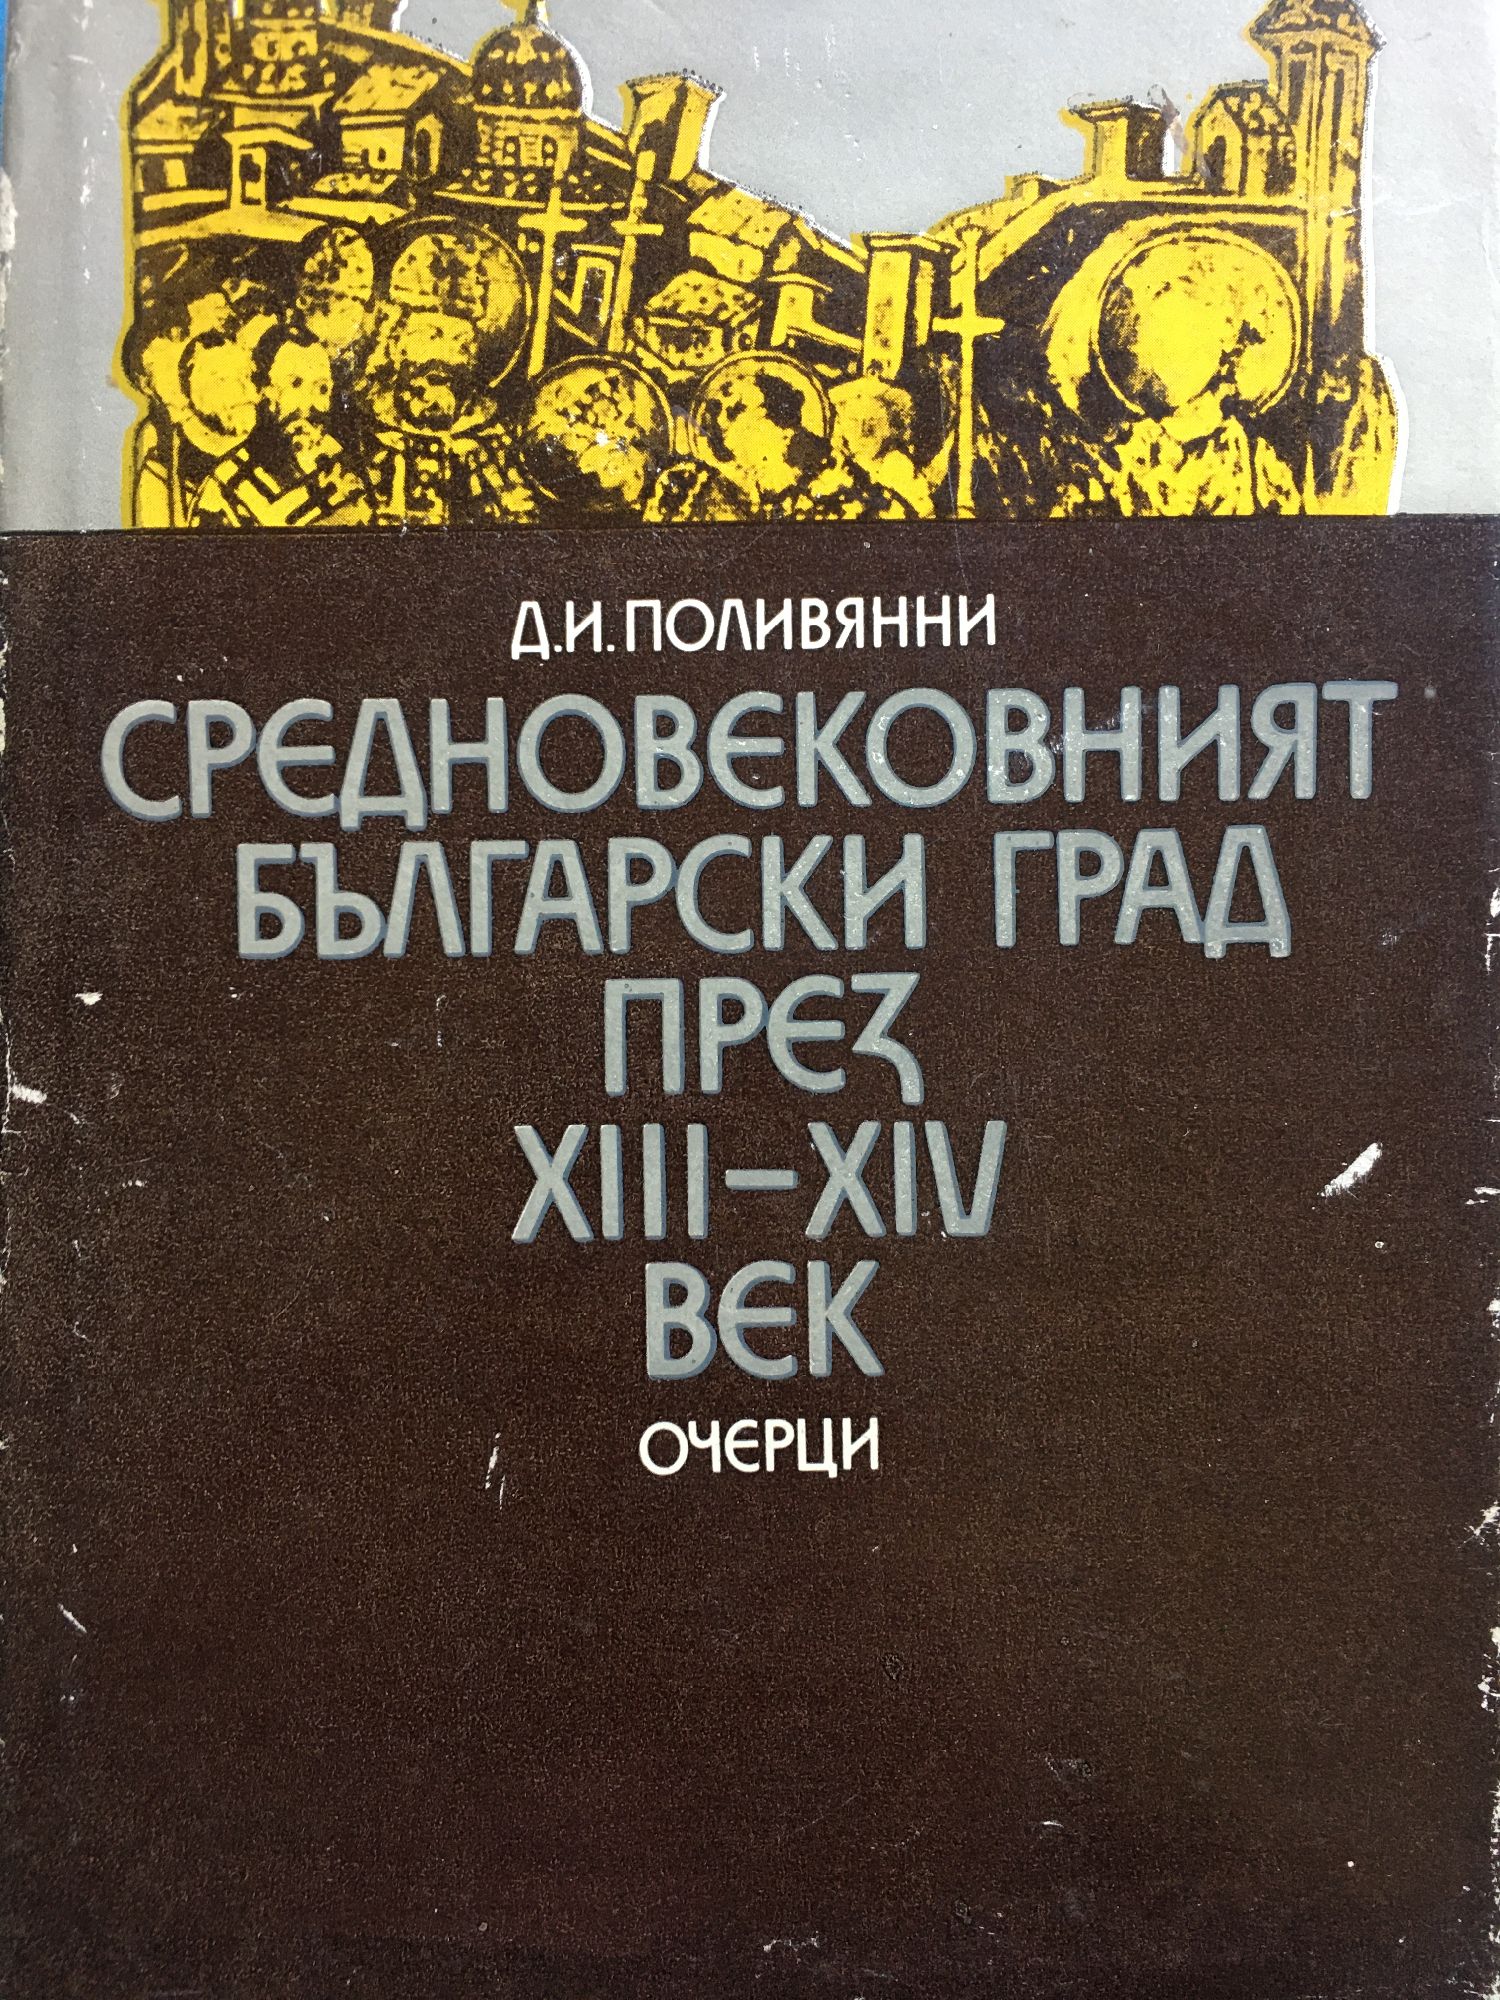 Д.И.ПОЛИВЯННИ
СРЕДНОВЕКОВНИЯТ
БЪЛГАРСКИ ГРАД
ПРЕЗ
XIII–XIV
ВЕК
ОЧЕРЦИ